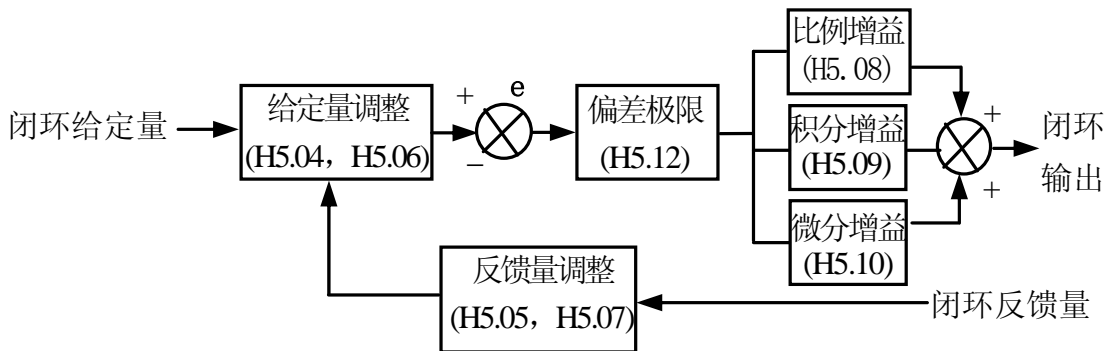 闭环给定量
给定量调整
(H5.04，H5.06)
+
e
−
偏差极限
(H5.12)
比例增益
(H5.08)
积分增益
(H5.09)
微分增益
(H5.10)
+
+
闭环
输出
反馈量调整
(H5.05，H5.07)
闭环反馈量